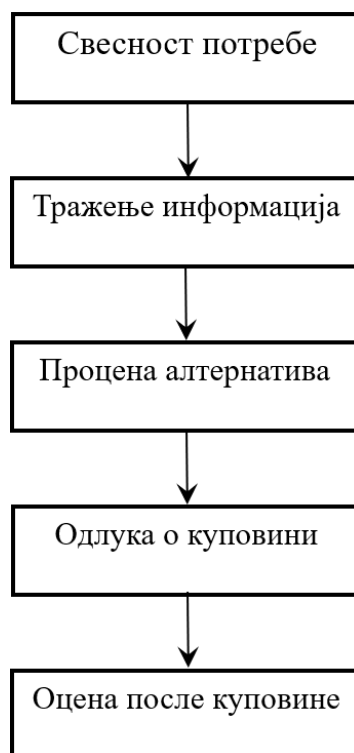 Свесност потребе
Тражење информација
Процена алтернатива
Одлука о куповини
Оцена после куповине